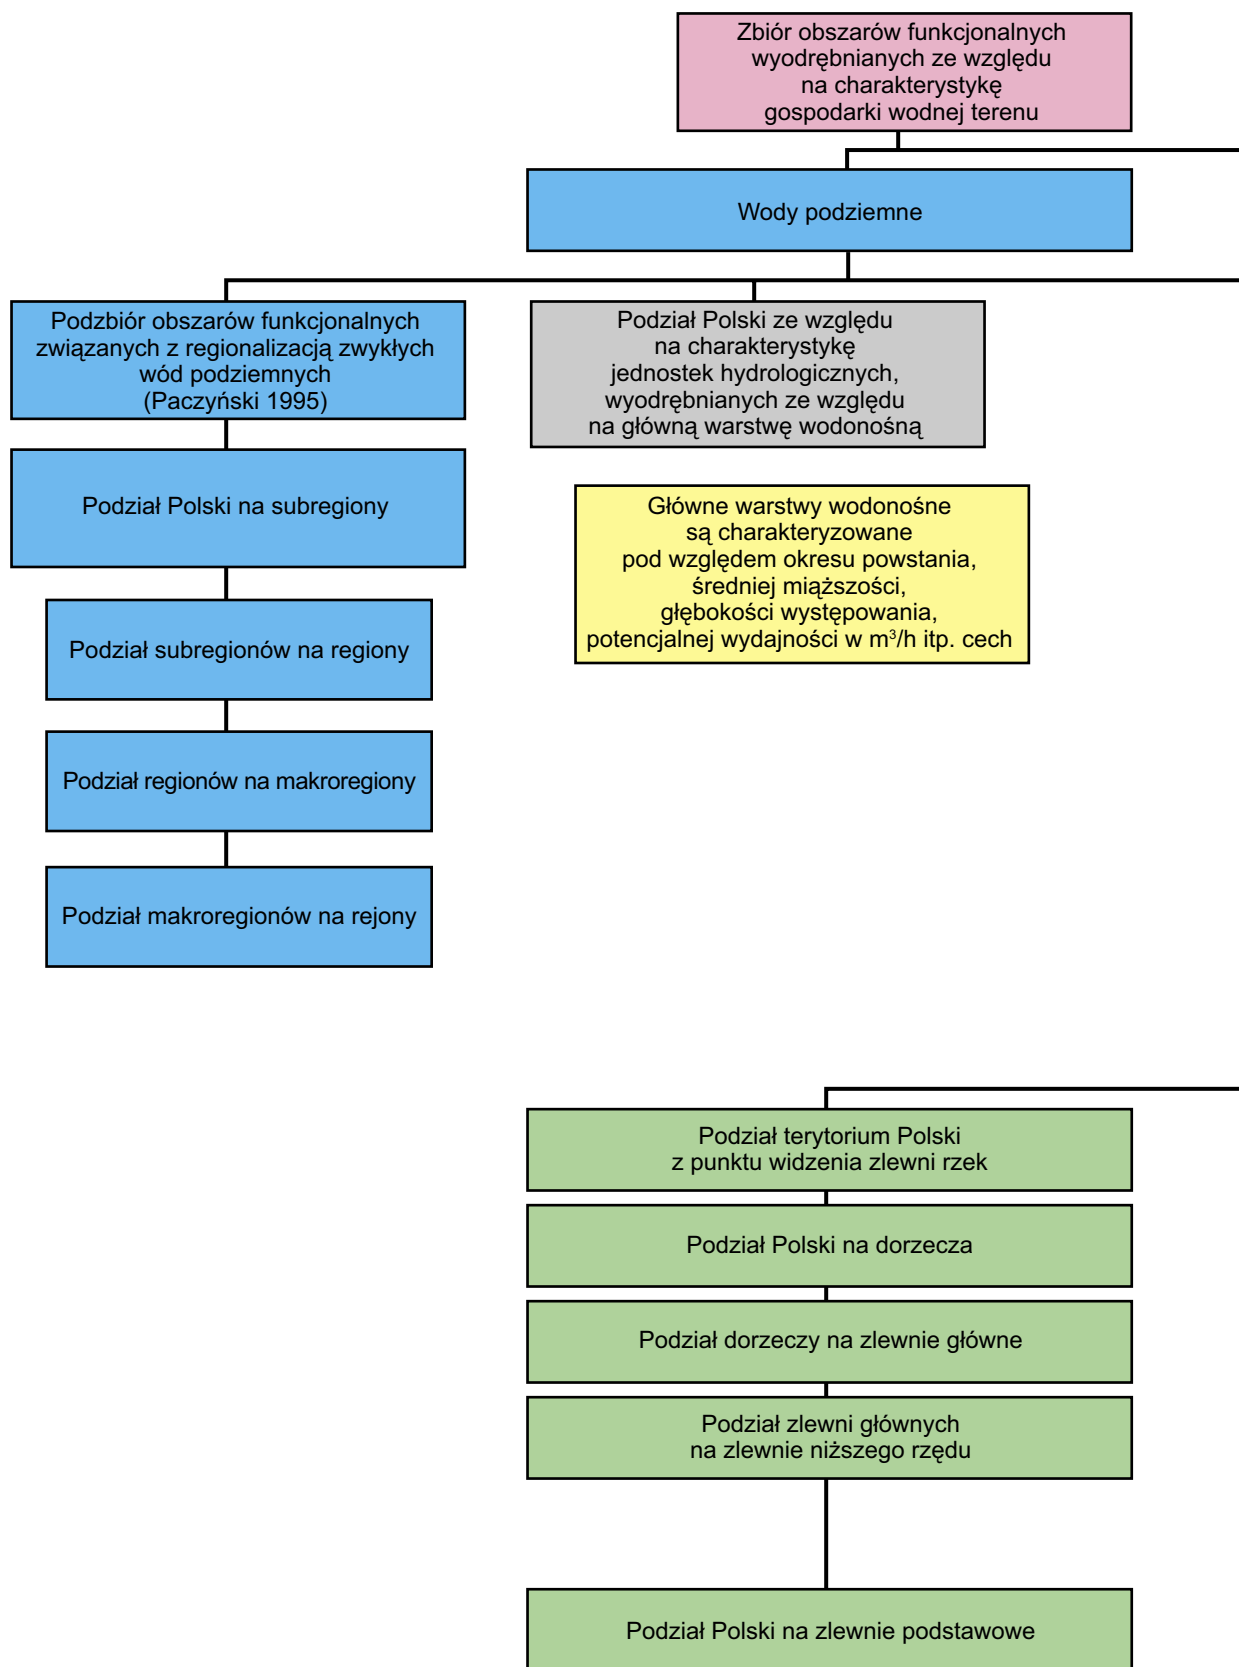 Zbiór obszarów funkcjonalnych
wyodrębnianych ze względu
na charakterystykę
gospodarki wodnej terenu
Wody podziemne
Podzbiór obszarów funkcjonalnych
związanych z regionalizacją zwykłych
wód podziemnych
(Paczyński 1995)
Podział Polski ze względu
na charakterystykę
jednostek hydrologicznych,
wyodrębnianych ze względu
na główną warstwę wodonośną
Podział Polski na subregiony
Główne warstwy wodonośne
są charakteryzowane
pod względem okresu powstania,
średniej miąższości,
głębokości występowania,
potencjalnej wydajności w m³/h itp. cech
Podział subregionów na regiony
Podział regionów na makroregiony
Podział makroregionów na rejony
Podział terytorium Polski
z punktu widzenia zlewni rzek
Podział Polski na dorzecza
Podział dorzeczy na zlewnie główne
Podział zlewni głównych
na zlewnie niższego rzędu
Podział Polski na zlewnie podstawowe